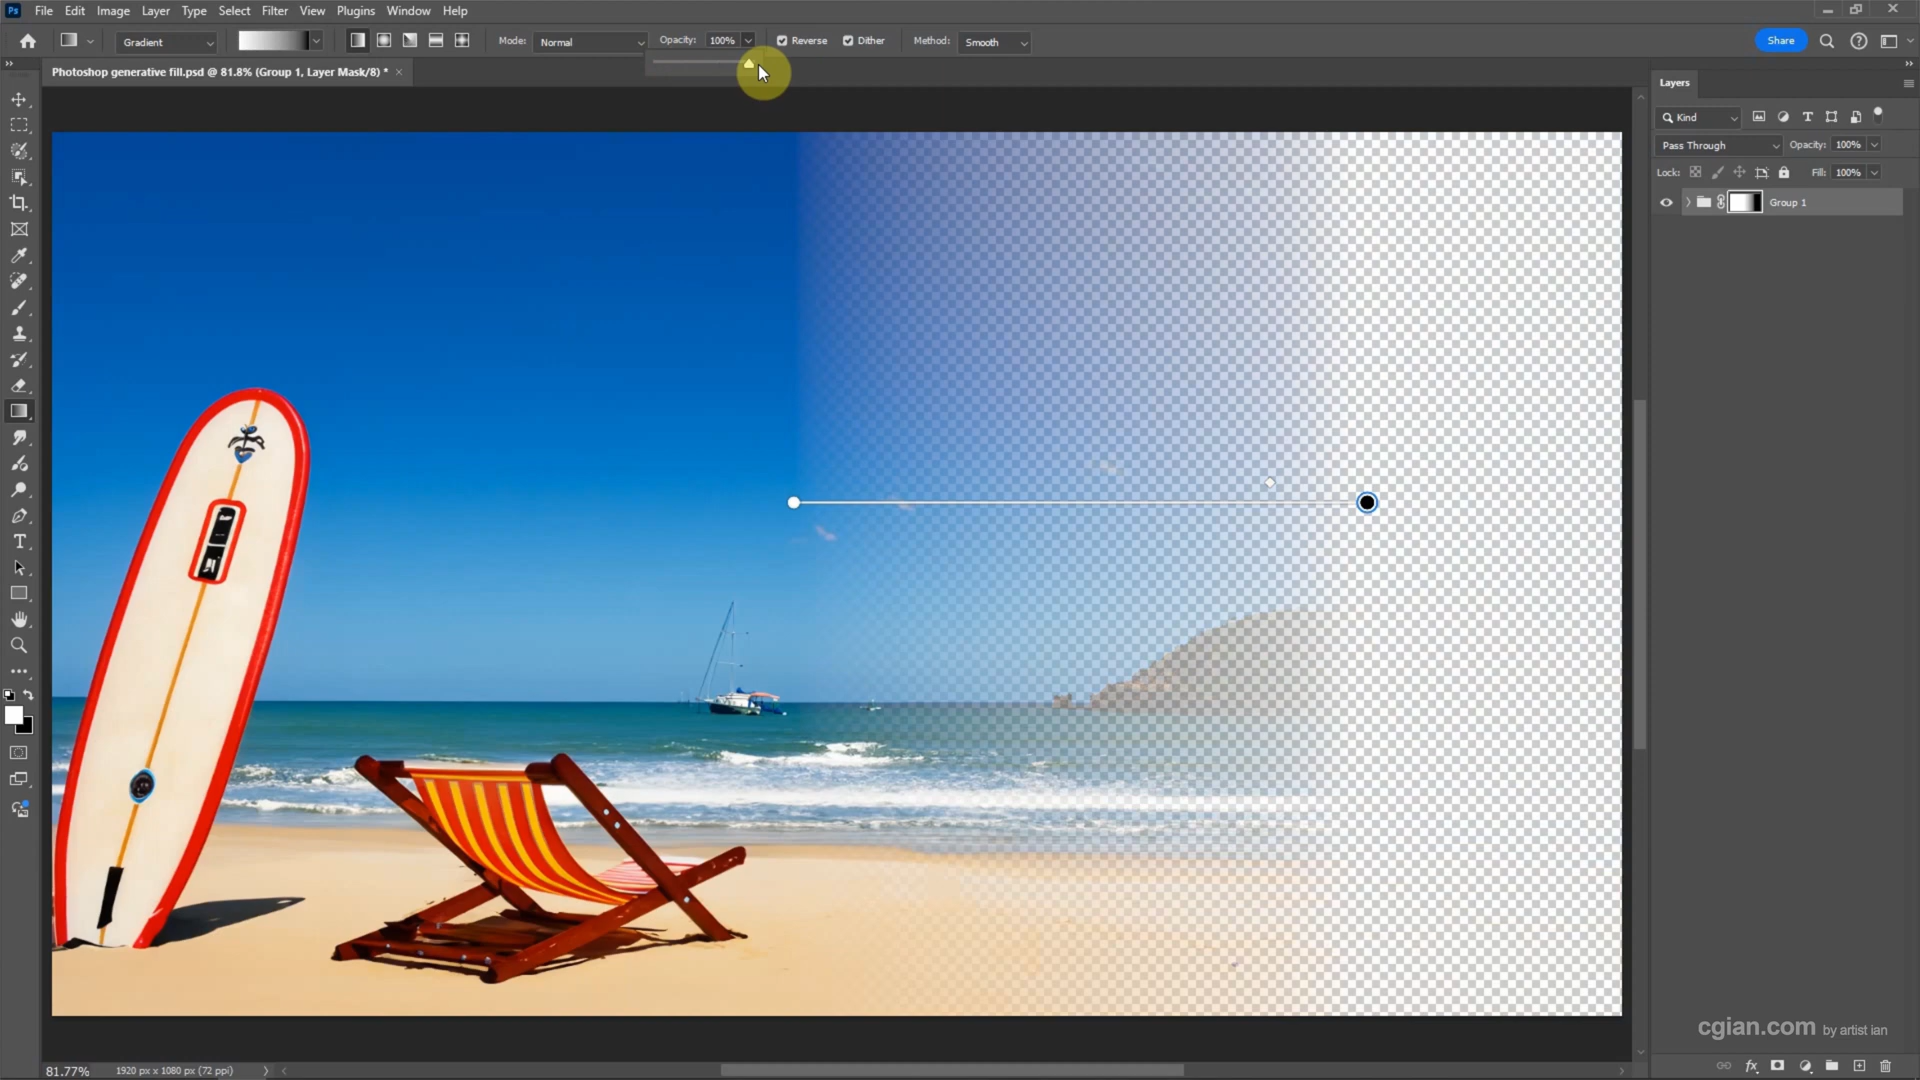 Ps File Edit Image Layer Type Select Filter View Plugins Window Help
Gradient Mode: Normal Opacity: 100% Reverse Dither Method: Smooth Share
Photoshop generative fill.psd @ 81.8% (Group 1, Layer Mask/8) * ×
Layers
Kind
Pass Through Opacity: 100%
Lock: Fill: 100%
Group 1
cgian.com by artist ian
81.77% 1920 px x 1080 px (72 ppi)